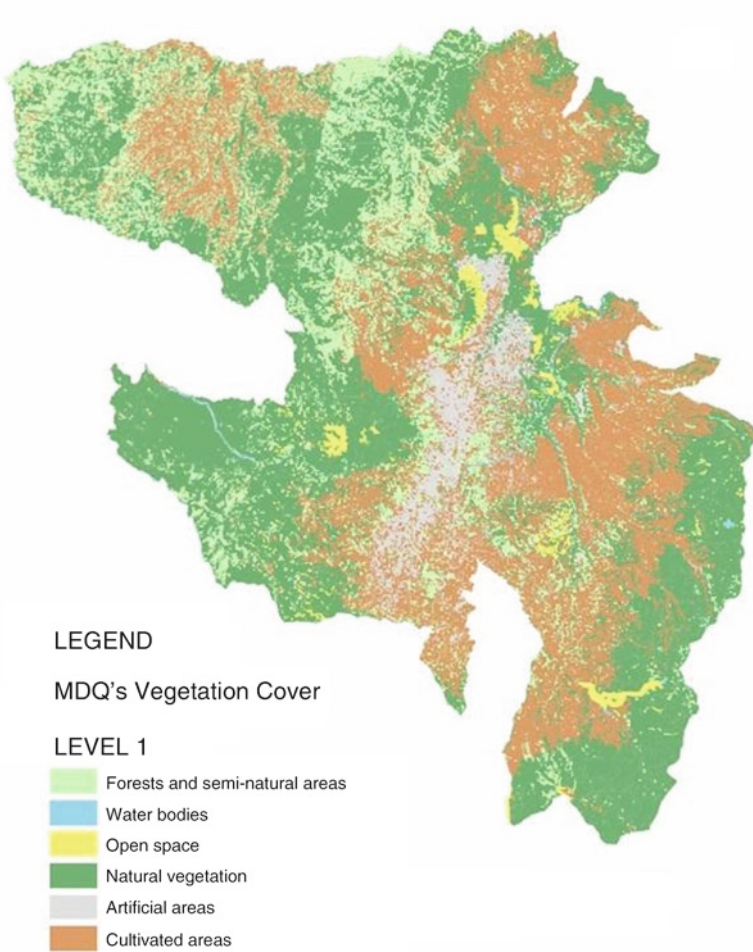 LEGEND
MDQ's Vegetation Cover
LEVEL 1
Forests and semi-natural areas
Water bodies
Open space
Natural vegetation
Artificial areas
Cultivated areas